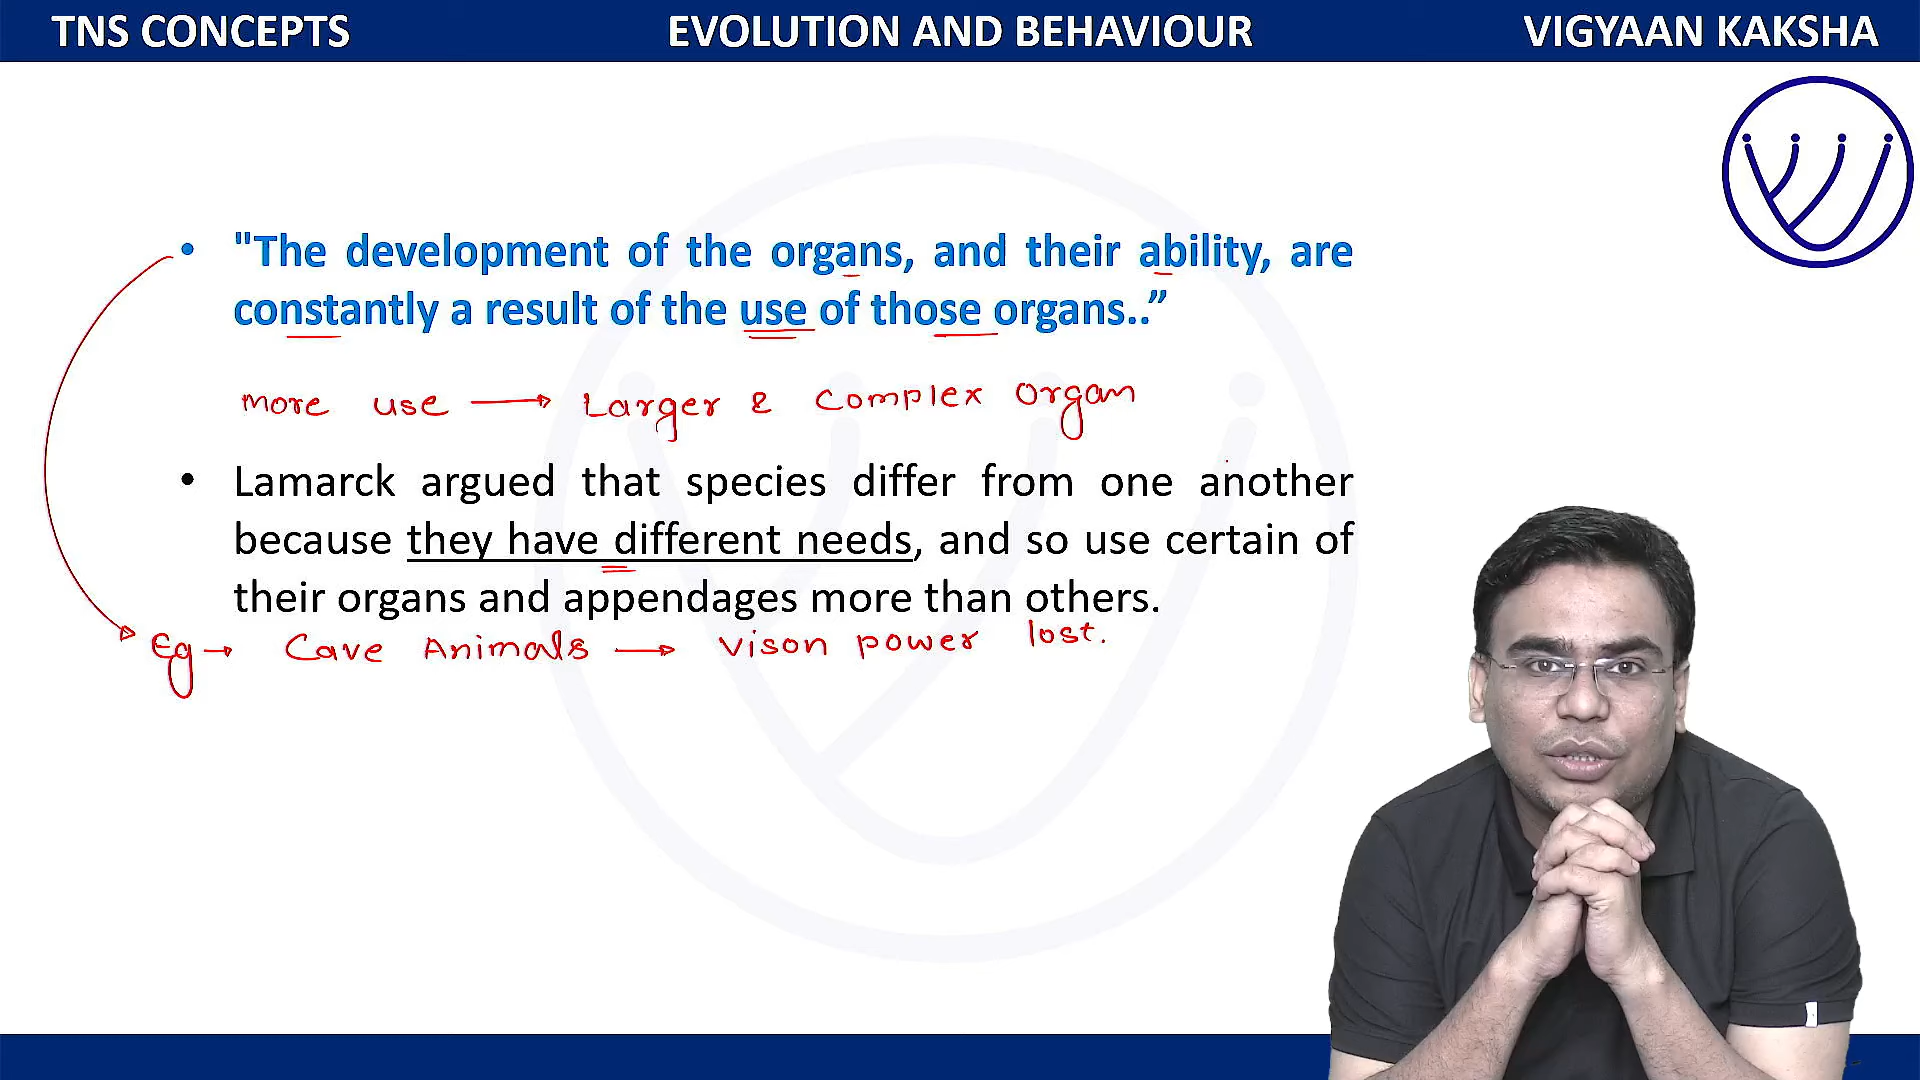 TNS CONCEPTS EVOLUTION AND BEHAVIOUR VIGYAAN KAKSHA
• "The development of the organs, and their ability, are
constantly a result of the use of those organs..”
more use → Larger & complex organ
• Lamarck argued that species differ from one another
because they have different needs, and so use certain of
their organs and appendages more than others.
Eg → Cave Animals → Vison power lost.